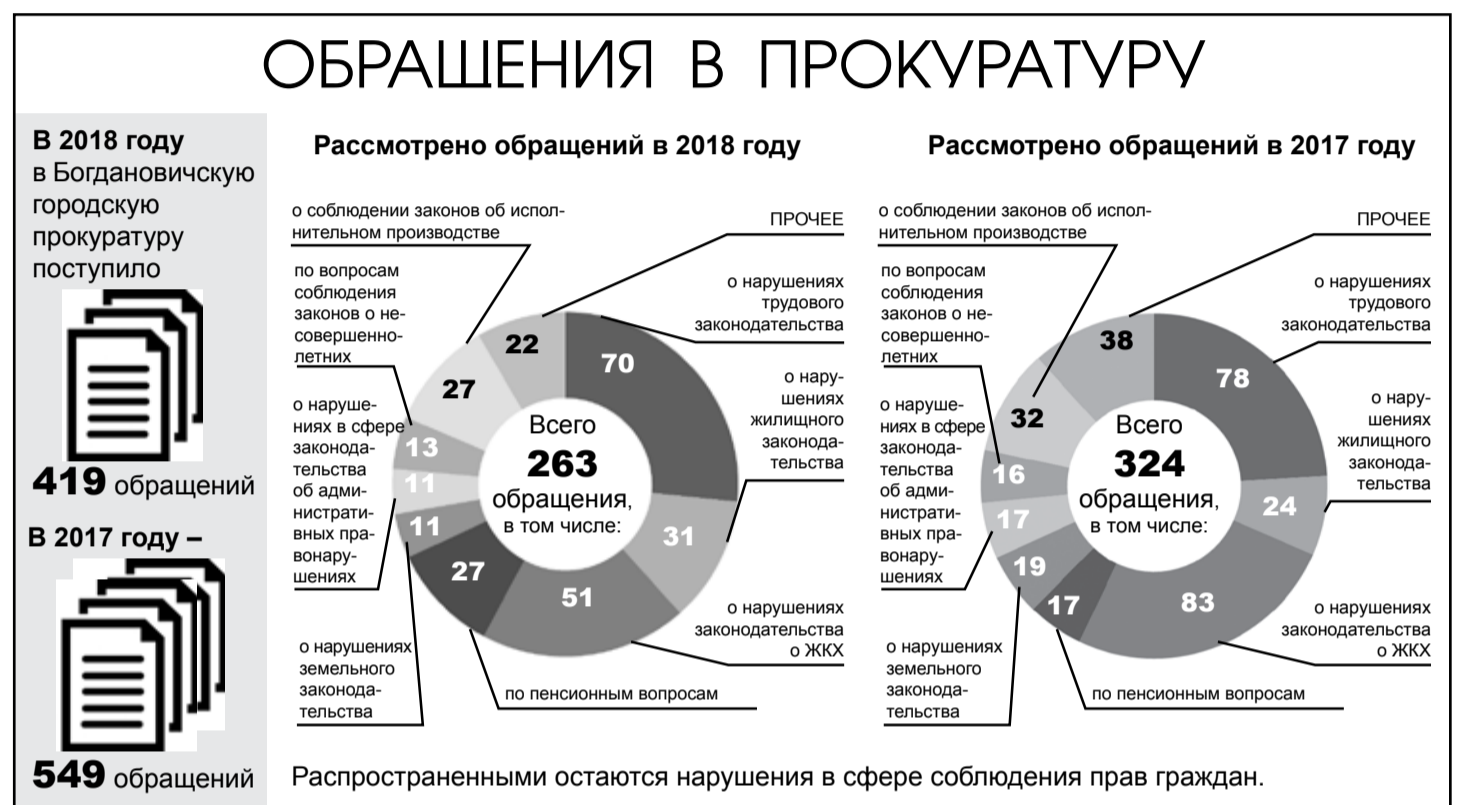 ОБРАЩЕНИЯ В ПРОКУРАТУРУ
В 2018 году
в Богдановичскую
городскую
прокуратуру
поступило
419 обращений
В 2017 году –
549 обращений
Рассмотрено обращений в 2018 году
о соблюдении законов об испол-
нительном производстве
ПРОЧЕЕ
по вопросам
соблюдения
законов о не-
совершенно-
летних
о нарушениях
трудового
законодательства
о нару-
шениях
жилищного
законода-
тельства
о наруше-
ниях в сфере
законода-
тельства
об адми-
нистратив-
ных пра-
вонару-
шениях
о нарушениях
земельного
законода-
тельства
по пенсионным вопросам
о нарушениях
законодательства
о ЖКХ
22
70
27
13
11
11
27
51
31
Всего
263
обращения,
в том числе:
Рассмотрено обращений в 2017 году
о соблюдении законов об испол-
нительном производстве
ПРОЧЕЕ
по вопросам
соблюдения
законов о не-
совершенно-
летних
о нарушениях
трудового
законодательства
о нару-
шениях
жилищного
законода-
тельства
о наруше-
ниях в сфере
законода-
тельства
об адми-
нистрати-
вных пра-
вонару-
шениях
о нарушениях
земельного
законода-
тельства
по пенсионным вопросам
о нарушениях
законодательства
о ЖКХ
38
78
32
16
17
19
17
83
24
Всего
324
обращения,
в том числе:
Распространенными остаются нарушения в сфере соблюдения прав граждан.